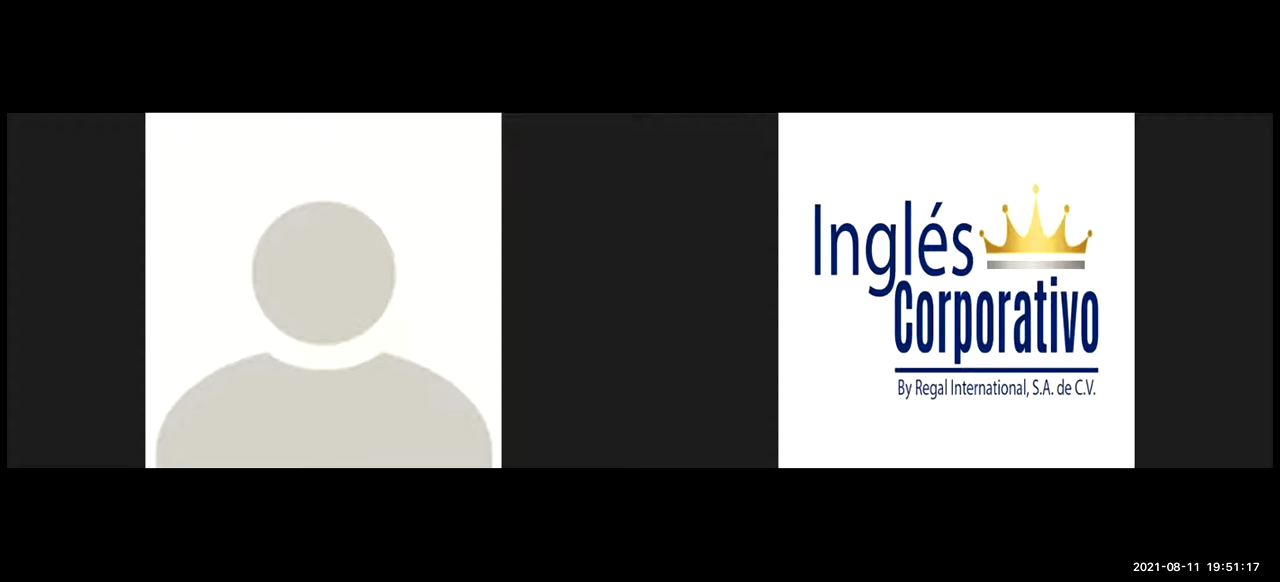 Inglés
Corporativo
By Regal International, S.A. de C.V.
2021-08-11 19:51:17